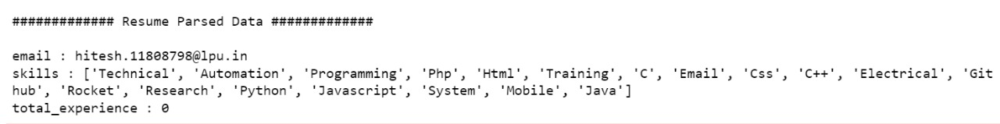 ############# Resume Parsed Data #############
email : hitesh.11808798@lpu.in
skills : ['Technical', 'Automation', 'Programming', 'Php', 'Html', 'Training', 'C', 'Email', 'Css', 'C++', 'Electrical', 'Git
hub', 'Rocket', 'Research', 'Python', 'Javascript', 'System', 'Mobile', 'Java']
total_experience : 0